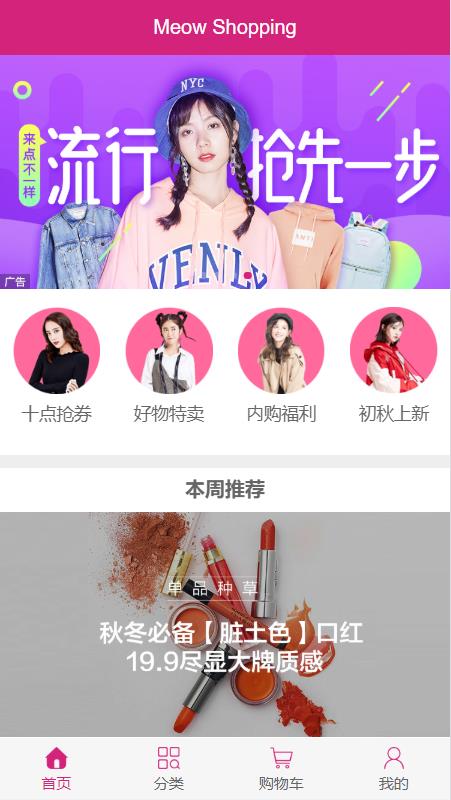 Meow Shopping
NYC
来点不一样
流行 抢先一步
VENLY
广告
十点抢券
好物特卖
内购福利
初秋上新
本周推荐
单品种草
秋冬必备【脏土色】口红
19.9尽显大牌质感
首页
分类
购物车
我的